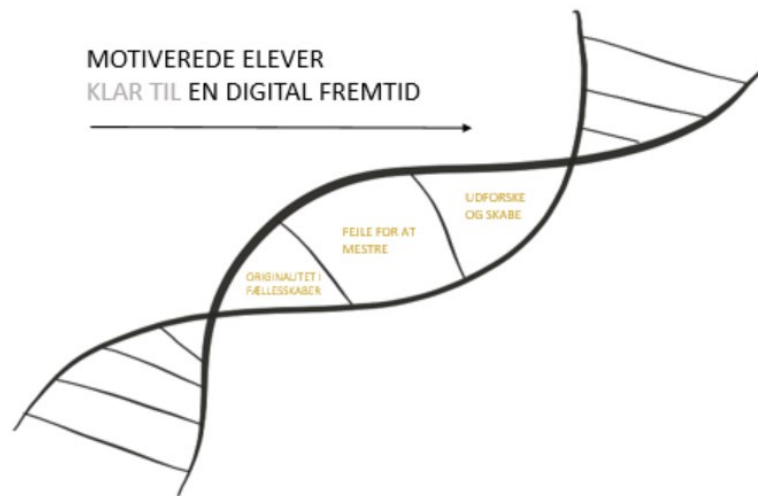 MOTIVEREDE ELEVER
KLAR TIL EN DIGITAL FREMTID
UDFORSKE
OG SKABE
FEJLE FOR AT
MESTRE
ORIGINALITET I
FÆLLESSKABER